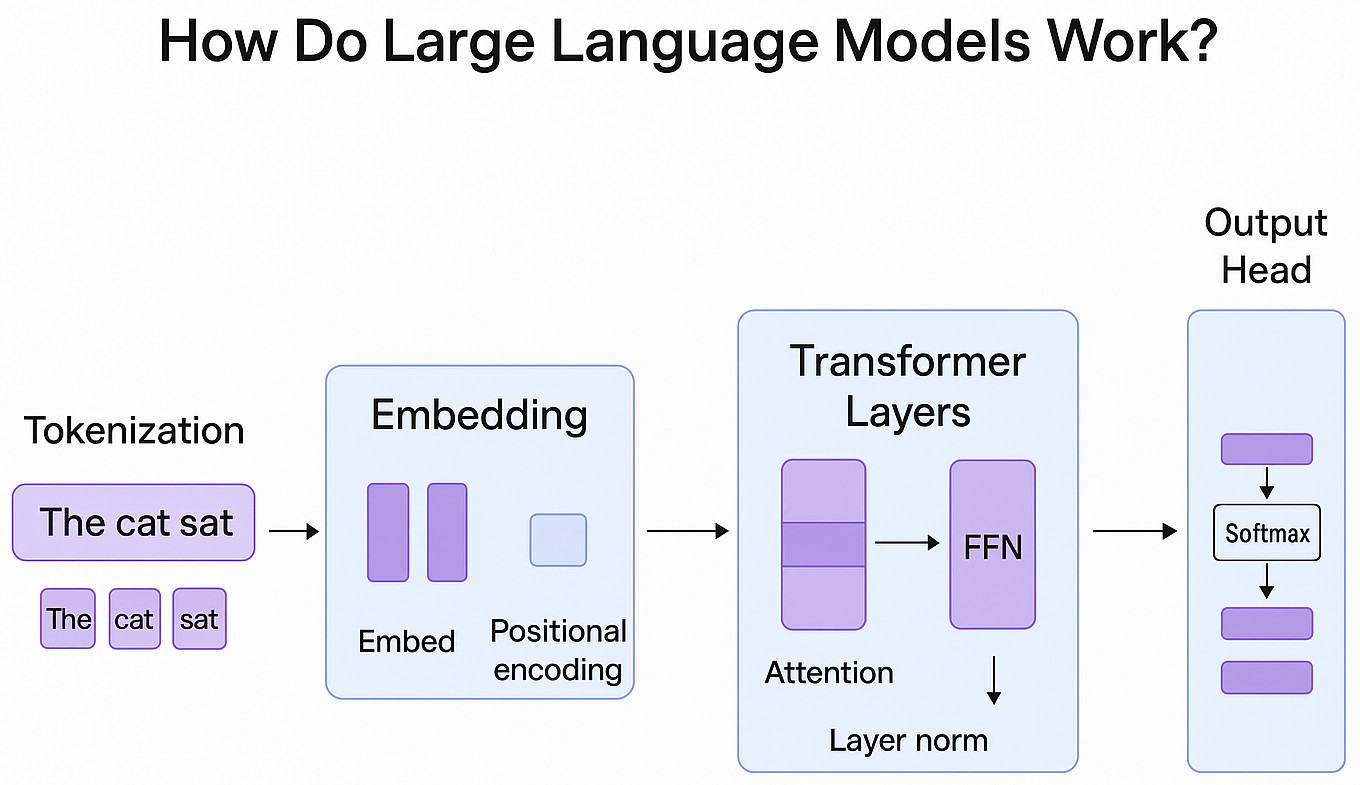 How Do Large Language Models Work?
Tokenization
The cat sat
The cat sat
Embedding
Embed
Positional
encoding
Transformer
Layers
Attention
FFN
Layer norm
Output
Head
Softmax